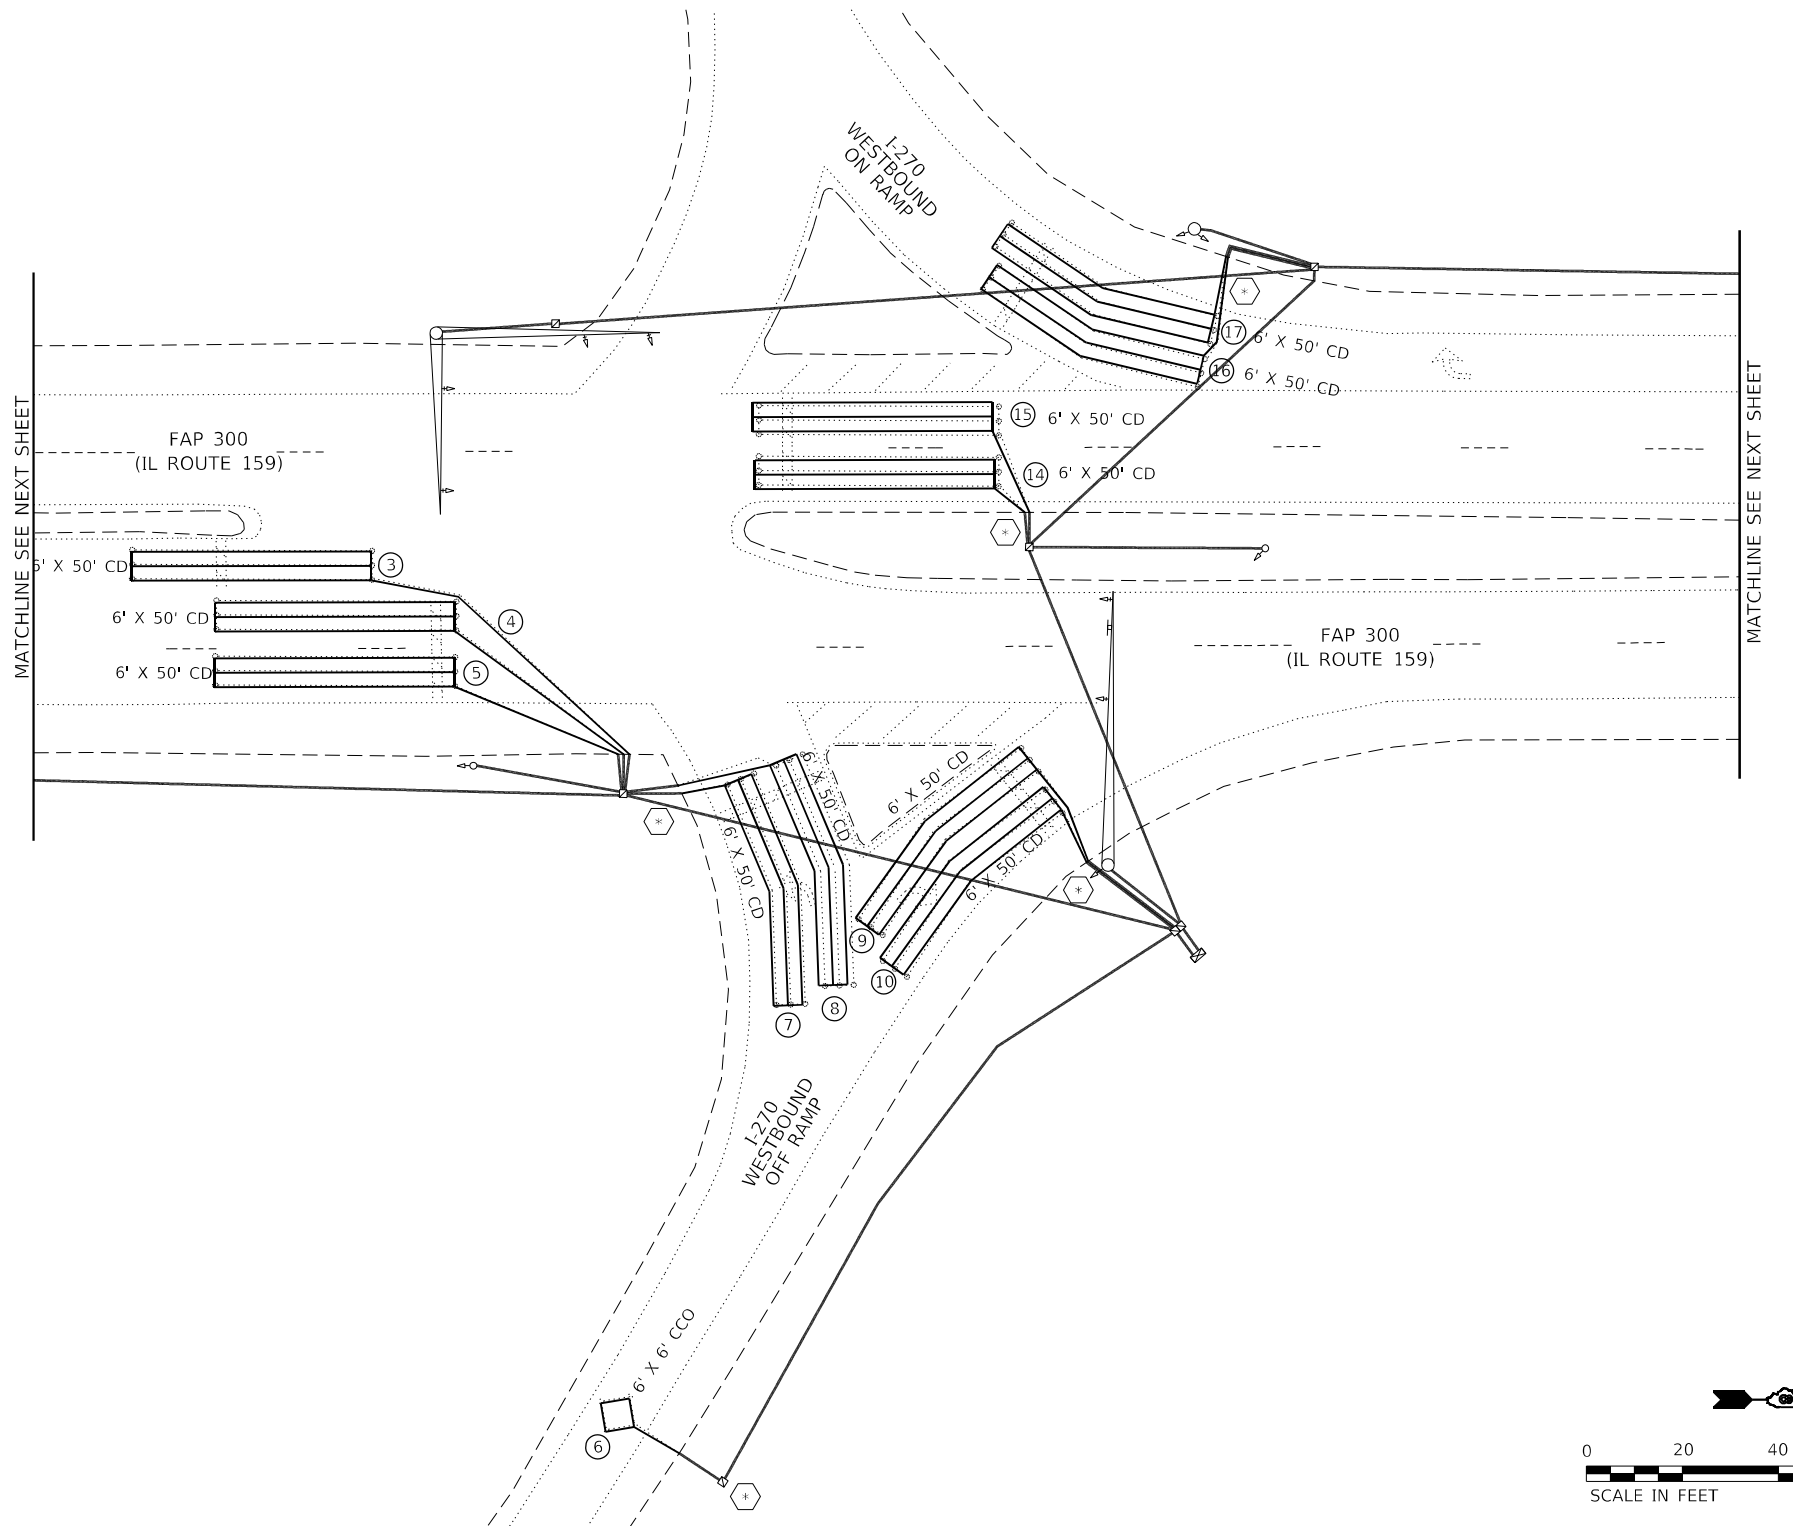 I-270
WESTBOUND
ON RAMP
*
17
6' X 50' CD
16
6' X 50' CD
MATCHLINE SEE NEXT SHEET
MATCHLINE SEE NEXT SHEET
15
6' X 50' CD
FAP 300
(IL ROUTE 159)
14
6' X 50' CD
*
6' X 50' CD
3
6' X 50' CD
4
FAP 300
(IL ROUTE 159)
6' X 50' CD
5
6' X 50' CD
6' X 50' CD
6' X 50' CD
6' X 50' CD
*
*
9
10
8
7
I-270
WESTBOUND
OFF RAMP
6' X 6' CCO
6
*
0 20 40
SCALE IN FEET